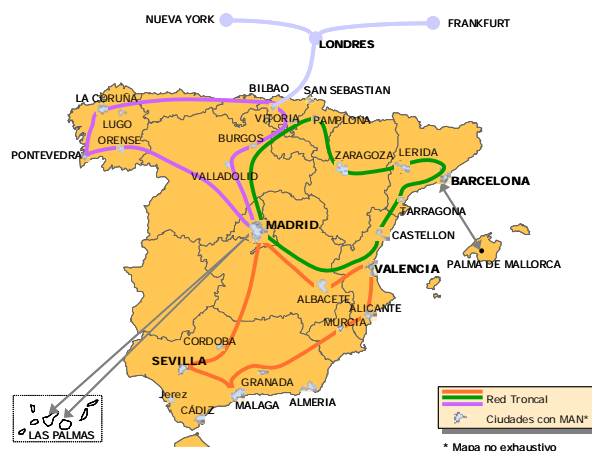 NUEVA YORK
FRANKFURT
LONDRES
BILBAO
SAN SEBASTIAN
LA CORUÑA
LUGO
VITORIA
PAMPLONA
ORENSE
BURGOS
PONTEVEDRA
ZARAGOZA
LERIDA
VALLADOLID
BARCELONA
TARRAGONA
MADRID
CASTELLON
PALMA DE MALLORCA
VALENCIA
ALBACETE
ALICANTE
MURCIA
CORDOBA
SEVILLA
GRANADA
Jerez
MALAGA
ALMERIA
CÁDIZ
LAS PALMAS
Red Troncal
Ciudades con MAN*
* Mapa no exhaustivo